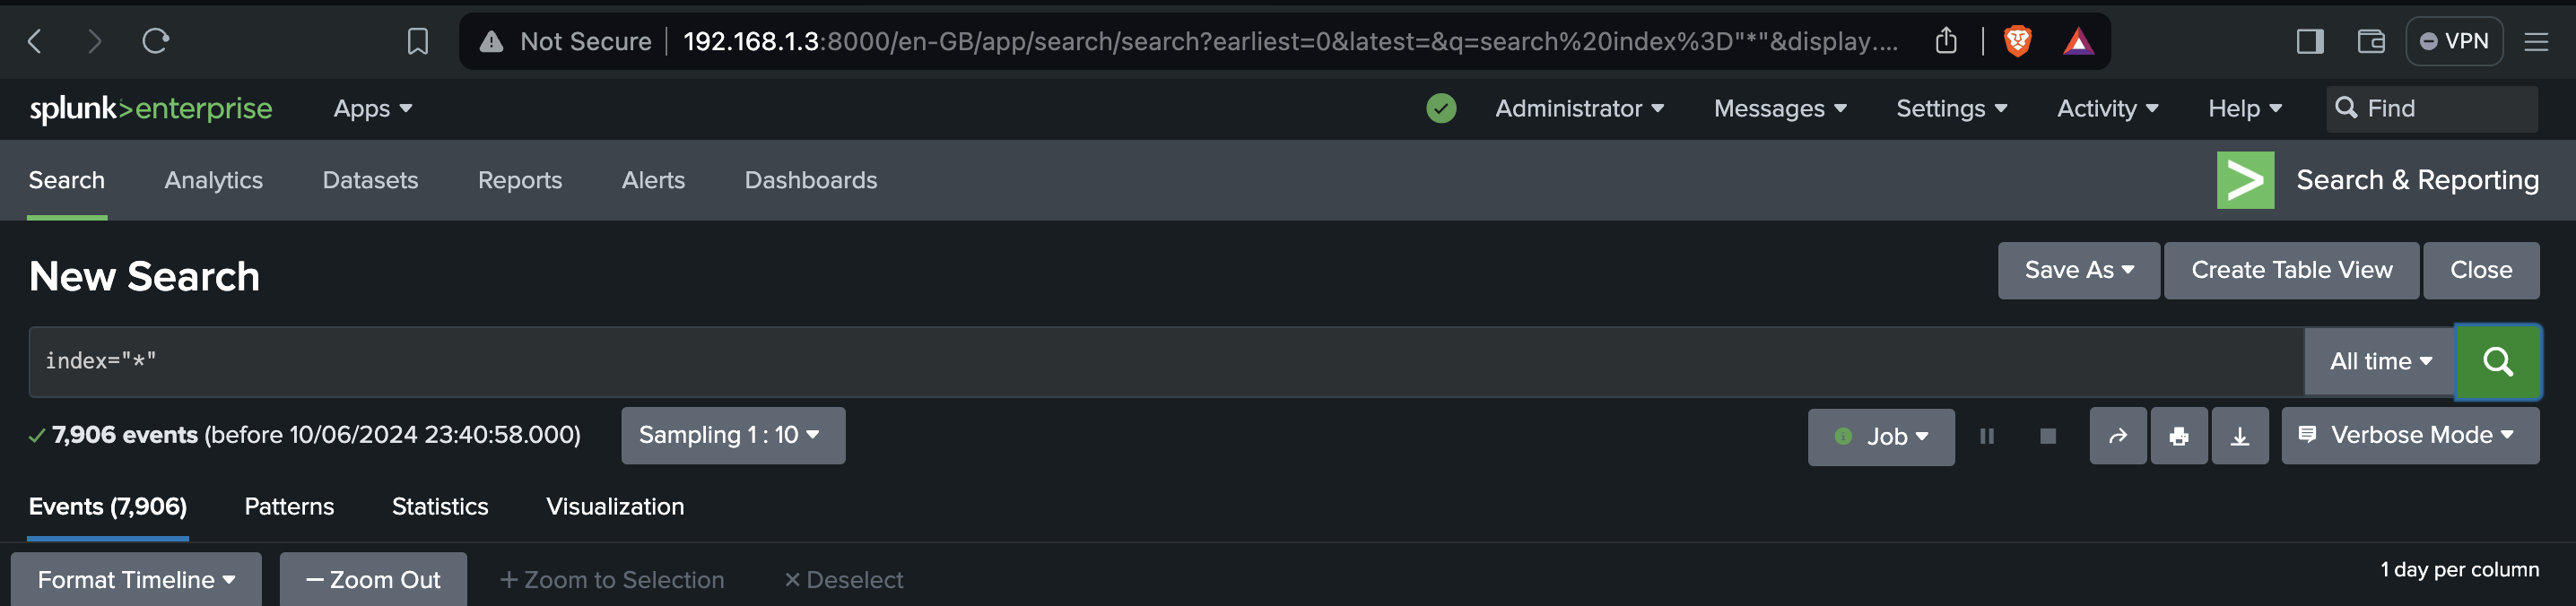 Not Secure 192.168.1.3:8000/en-GB/app/search/search?earliest=0&latest=&q=search%20index%3D"*"&display.... VPN
splunk>enterprise Apps Administrator Messages Settings Activity Help Find
Search Analytics Datasets Reports Alerts Dashboards Search & Reporting
New Search Save As Create Table View Close
index="*" All time
7,906 events (before 10/06/2024 23:40:58.000) Sampling 1 : 10 Job Verbose Mode
Events (7,906) Patterns Statistics Visualization
Format Timeline — Zoom Out + Zoom to Selection × Deselect 1 day per column